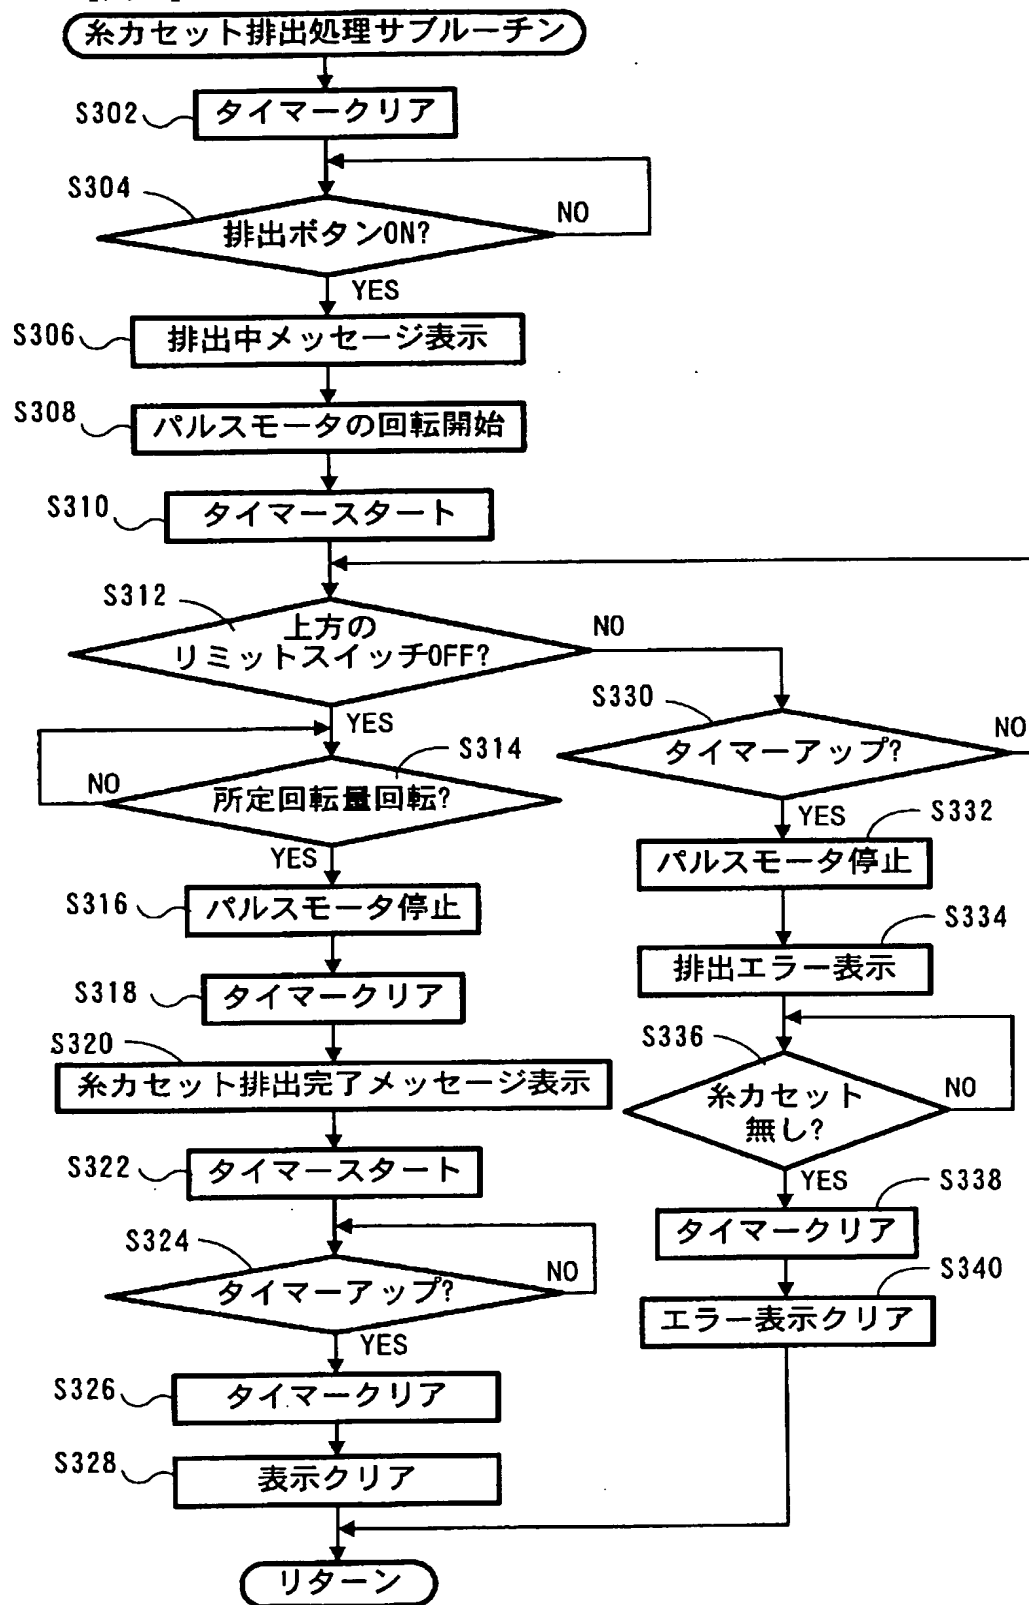 糸カセット排出処理サブルーチン
S302
タイマークリア
S304
排出ボタンON?
NO
YES
S306
排出中メッセージ表示
S308
パルスモータの回転開始
S310
タイマースタート
S312
上方の
リミットスイッチOFF?
NO
YES
S314
所定回転量回転?
NO
YES
S316
パルスモータ停止
S318
タイマークリア
S320
糸カセット排出完了メッセージ表示
S322
タイマースタート
S324
タイマーアップ?
NO
YES
S326
タイマークリア
S328
表示クリア
S330
タイマーアップ?
NO
YES
S332
パルスモータ停止
S334
排出エラー表示
S336
糸カセット
無し?
NO
YES
S338
タイマークリア
S340
エラー表示クリア
リターン